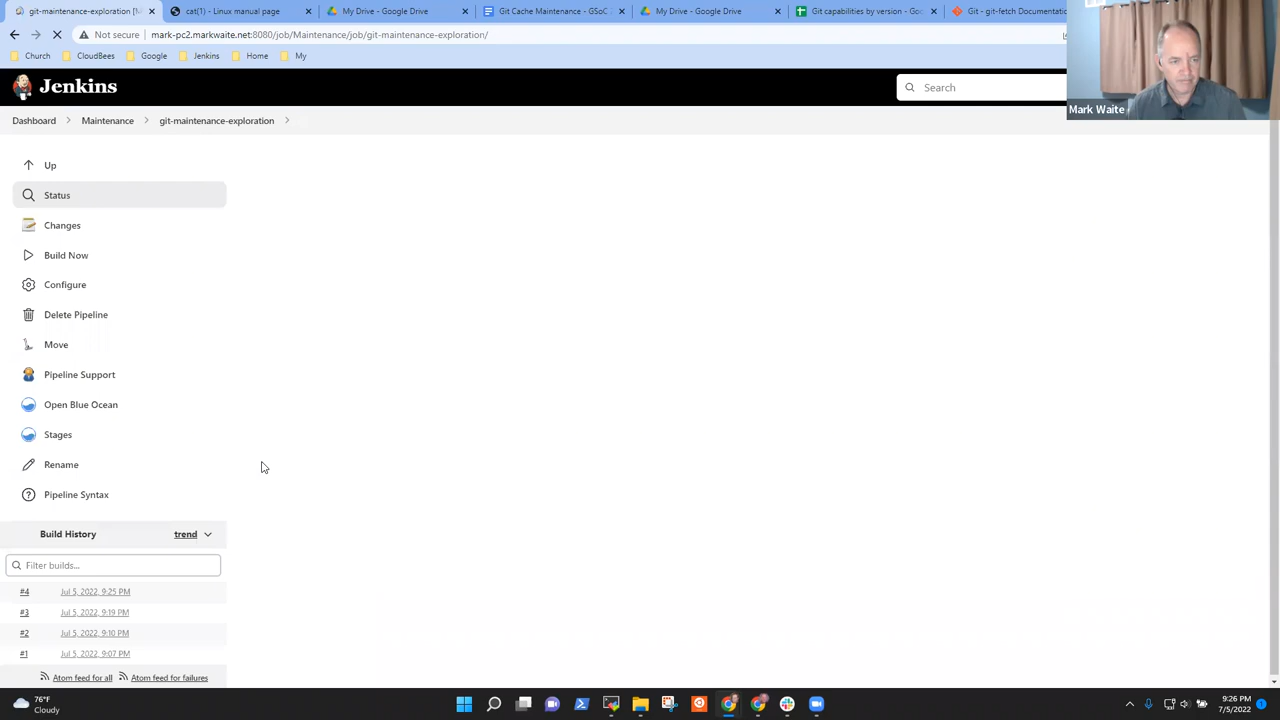 git-maintenance-exploration [M
cat(1) - Linux manual page
My Drive - Google Drive
Git Cache Maintenance - GSoC
My Drive - Google Drive
Git capabilities by version - Goo
Git - git-fetch Documentation
Not secure
mark-pc2.markwaite.net:8080/job/Maintenance/job/git-maintenance-exploration/
Church
CloudBees
Google
Jenkins
Home
My
Jenkins
Search
Mark Waite
Dashboard
Maintenance
git-maintenance-exploration
Up
Status
Changes
Build Now
Configure
Delete Pipeline
Move
Pipeline Support
Open Blue Ocean
Stages
Rename
Pipeline Syntax
Build History
trend
Filter builds...
#4 Jul 5, 2022, 9:25 PM
#3 Jul 5, 2022, 9:19 PM
#2 Jul 5, 2022, 9:10 PM
#1 Jul 5, 2022, 9:07 PM
Atom feed for all Atom feed for failures
76°F
Cloudy
9:26 PM
7/5/2022